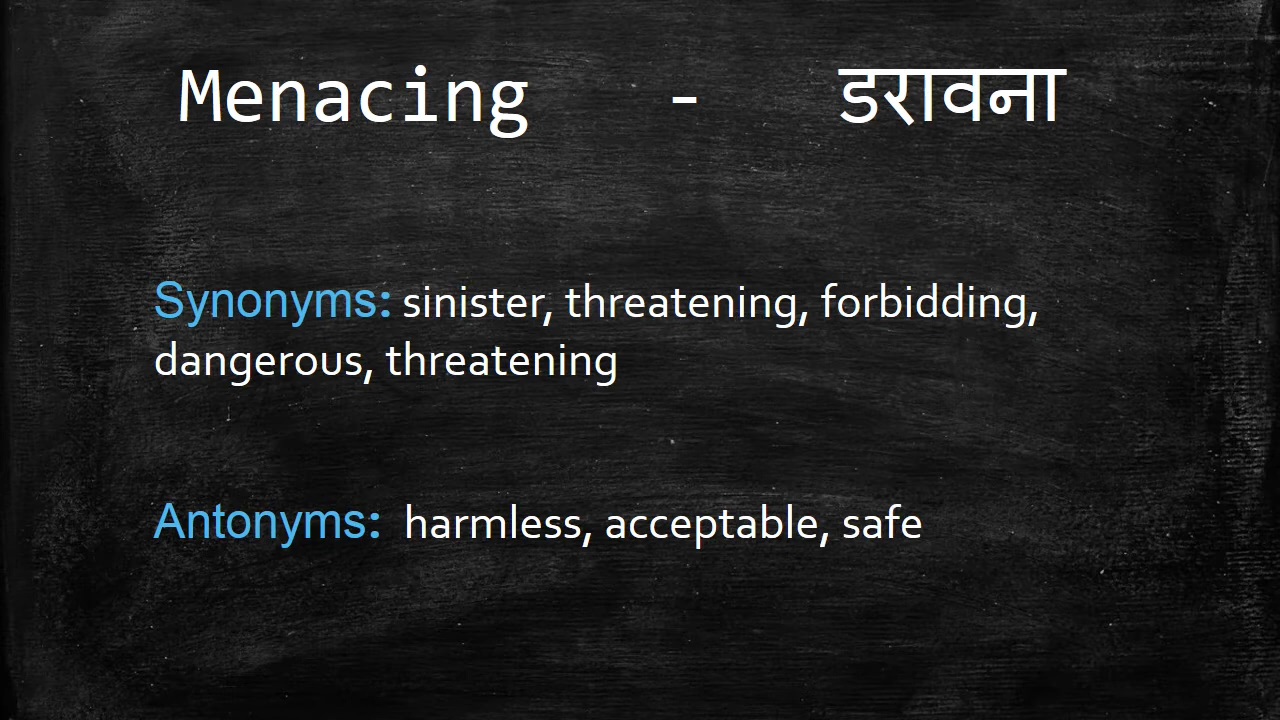 Menacing - डरावना
Synonyms: sinister, threatening, forbidding,
dangerous, threatening
Antonyms: harmless, acceptable, safe